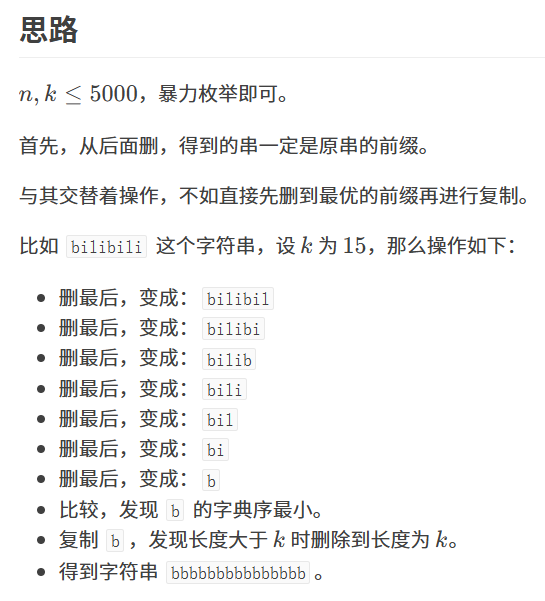 思路
n, k ≤ 5000，暴力枚举即可。
首先，从后面删，得到的串一定是原串的前缀。
与其交替着操作，不如直接先删到最优的前缀再进行复制。
比如 bilibili 这个字符串，设 k 为 15，那么操作如下：
• 删最后，变成： bilibil
• 删最后，变成： bilibi
• 删最后，变成： bilib
• 删最后，变成： bili
• 删最后，变成： bil
• 删最后，变成： bi
• 删最后，变成： b
• 比较，发现 b 的字典序最小。
• 复制 b ，发现长度大于 k 时删除到长度为 k。
• 得到字符串 bbbbbbbbbbbbbbb 。